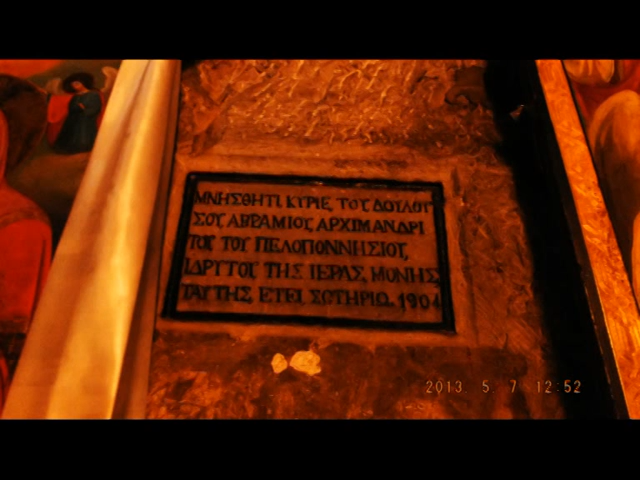 ΜΝΗΣΘΗΤΙ ΚΥΡΙΕ, ΤΟΥ ΔΟΥΛΟΥ
ΣΟΥ ΑΒΡΑΜΙΟΥ ΑΡΧΙΜΑΝΔΡΙ
ΤΟΥ ΤΟΥ ΠΕΛΟΠΟΝΝΗΣΙΟΥ,
ΙΔΡΥΤΟΥ ΤΗΣ ΙΕΡΑΣ, ΜΟΝΗΣ
ΤΑΥΤΗΣ ΕΤΕΙ ΣΩΤΗΡΙΩ, 1904
2013 5 7 12:52